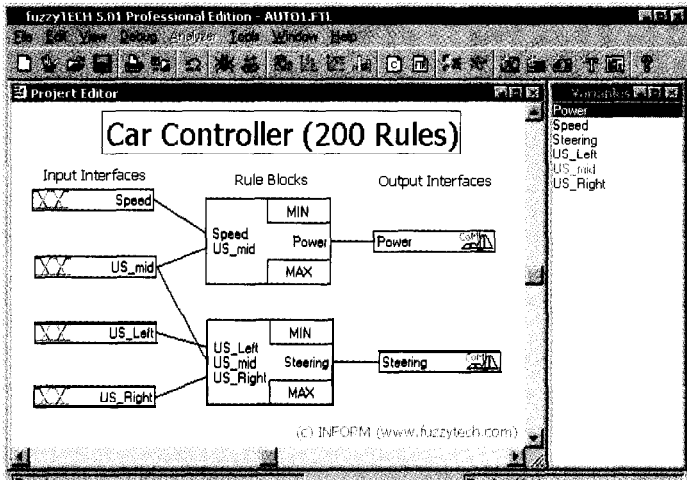 fuzzyTECH 5.01 Professional Edition - AUTO1.FTL
File Edit View Debug Analyzer Tools Window Help
Project Editor
Car Controller (200 Rules)
Input Interfaces
Rule Blocks
Output Interfaces
Speed
US_mid
US_Left
US_Right
MIN
Speed
US_mid
Power
MAX
MIN
US_Left
US_mid
US_Right
Steering
MAX
Power
CoM
Steering
CoM
(c) INFORM (www.fuzzytech.com)
Variables
Power
Speed
Steering
US_Left
US_mid
US_Right